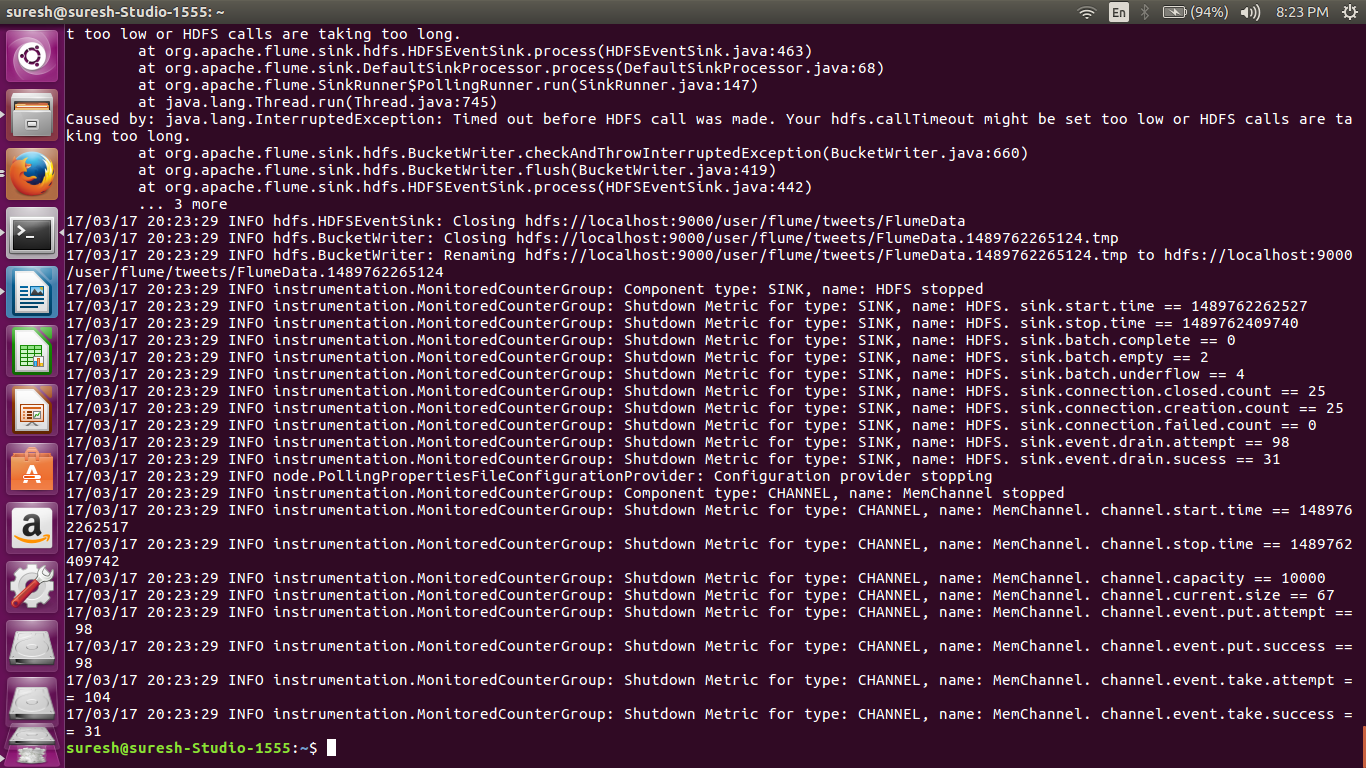 suresh@suresh-Studio-1555: ~
En
(94%)
8:23 PM
t too low or HDFS calls are taking too long.
at org.apache.flume.sink.hdfs.HDFSEventSink.process(HDFSEventSink.java:463)
at org.apache.flume.sink.DefaultSinkProcessor.process(DefaultSinkProcessor.java:68)
at org.apache.flume.SinkRunner$PollingRunner.run(SinkRunner.java:147)
at java.lang.Thread.run(Thread.java:745)
Caused by: java.lang.InterruptedException: Timed out before HDFS call was made. Your hdfs.callTimeout might be set too low or HDFS calls are ta
king too long.
at org.apache.flume.sink.hdfs.BucketWriter.checkAndThrowInterruptedException(BucketWriter.java:660)
at org.apache.flume.sink.hdfs.BucketWriter.flush(BucketWriter.java:419)
at org.apache.flume.sink.hdfs.HDFSEventSink.process(HDFSEventSink.java:442)
... 3 more
17/03/17 20:23:29 INFO hdfs.HDFSEventSink: Closing hdfs://localhost:9000/user/flume/tweets/FlumeData
17/03/17 20:23:29 INFO hdfs.BucketWriter: Closing hdfs://localhost:9000/user/flume/tweets/FlumeData.1489762265124.tmp
17/03/17 20:23:29 INFO hdfs.BucketWriter: Renaming hdfs://localhost:9000/user/flume/tweets/FlumeData.1489762265124.tmp to hdfs://localhost:9000
/user/flume/tweets/FlumeData.1489762265124
17/03/17 20:23:29 INFO instrumentation.MonitoredCounterGroup: Component type: SINK, name: HDFS stopped
17/03/17 20:23:29 INFO instrumentation.MonitoredCounterGroup: Shutdown Metric for type: SINK, name: HDFS. sink.start.time == 1489762262527
17/03/17 20:23:29 INFO instrumentation.MonitoredCounterGroup: Shutdown Metric for type: SINK, name: HDFS. sink.stop.time == 1489762409740
17/03/17 20:23:29 INFO instrumentation.MonitoredCounterGroup: Shutdown Metric for type: SINK, name: HDFS. sink.batch.complete == 0
17/03/17 20:23:29 INFO instrumentation.MonitoredCounterGroup: Shutdown Metric for type: SINK, name: HDFS. sink.batch.empty == 2
17/03/17 20:23:29 INFO instrumentation.MonitoredCounterGroup: Shutdown Metric for type: SINK, name: HDFS. sink.batch.underflow == 4
17/03/17 20:23:29 INFO instrumentation.MonitoredCounterGroup: Shutdown Metric for type: SINK, name: HDFS. sink.connection.closed.count == 25
17/03/17 20:23:29 INFO instrumentation.MonitoredCounterGroup: Shutdown Metric for type: SINK, name: HDFS. sink.connection.creation.count == 25
17/03/17 20:23:29 INFO instrumentation.MonitoredCounterGroup: Shutdown Metric for type: SINK, name: HDFS. sink.connection.failed.count == 0
17/03/17 20:23:29 INFO instrumentation.MonitoredCounterGroup: Shutdown Metric for type: SINK, name: HDFS. sink.event.drain.attempt == 98
17/03/17 20:23:29 INFO instrumentation.MonitoredCounterGroup: Shutdown Metric for type: SINK, name: HDFS. sink.event.drain.sucess == 31
17/03/17 20:23:29 INFO node.PollingPropertiesFileConfigurationProvider: Configuration provider stopping
17/03/17 20:23:29 INFO instrumentation.MonitoredCounterGroup: Component type: CHANNEL, name: MemChannel stopped
17/03/17 20:23:29 INFO instrumentation.MonitoredCounterGroup: Shutdown Metric for type: CHANNEL, name: MemChannel. channel.start.time == 148976
2262517
17/03/17 20:23:29 INFO instrumentation.MonitoredCounterGroup: Shutdown Metric for type: CHANNEL, name: MemChannel. channel.stop.time == 1489762
409742
17/03/17 20:23:29 INFO instrumentation.MonitoredCounterGroup: Shutdown Metric for type: CHANNEL, name: MemChannel. channel.capacity == 10000
17/03/17 20:23:29 INFO instrumentation.MonitoredCounterGroup: Shutdown Metric for type: CHANNEL, name: MemChannel. channel.current.size == 67
17/03/17 20:23:29 INFO instrumentation.MonitoredCounterGroup: Shutdown Metric for type: CHANNEL, name: MemChannel. channel.event.put.attempt ==
98
17/03/17 20:23:29 INFO instrumentation.MonitoredCounterGroup: Shutdown Metric for type: CHANNEL, name: MemChannel. channel.event.put.success ==
98
17/03/17 20:23:29 INFO instrumentation.MonitoredCounterGroup: Shutdown Metric for type: CHANNEL, name: MemChannel. channel.event.take.attempt =
= 104
17/03/17 20:23:29 INFO instrumentation.MonitoredCounterGroup: Shutdown Metric for type: CHANNEL, name: MemChannel. channel.event.take.success =
= 31
suresh@suresh-Studio-1555:~$